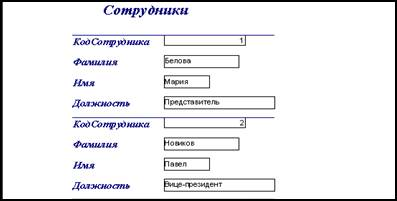 Сотрудники
КодСотрудника 1
Фамилия Белова
Имя Мария
Должность Представитель
КодСотрудника 2
Фамилия Новиков
Имя Павел
Должность Вице-президент